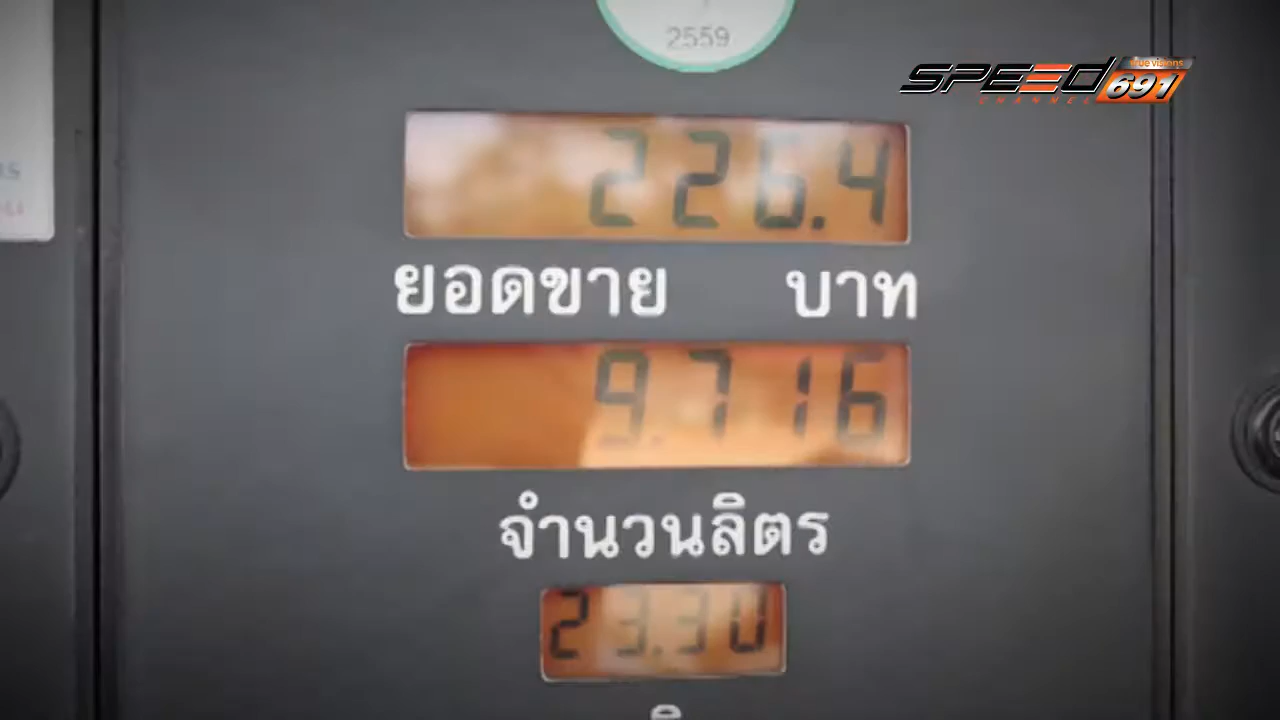 2559
SPEED
true visions
691
CHANNEL
226.4
ยอดขาย บาท
9.716
จำนวนลิตร
23.30